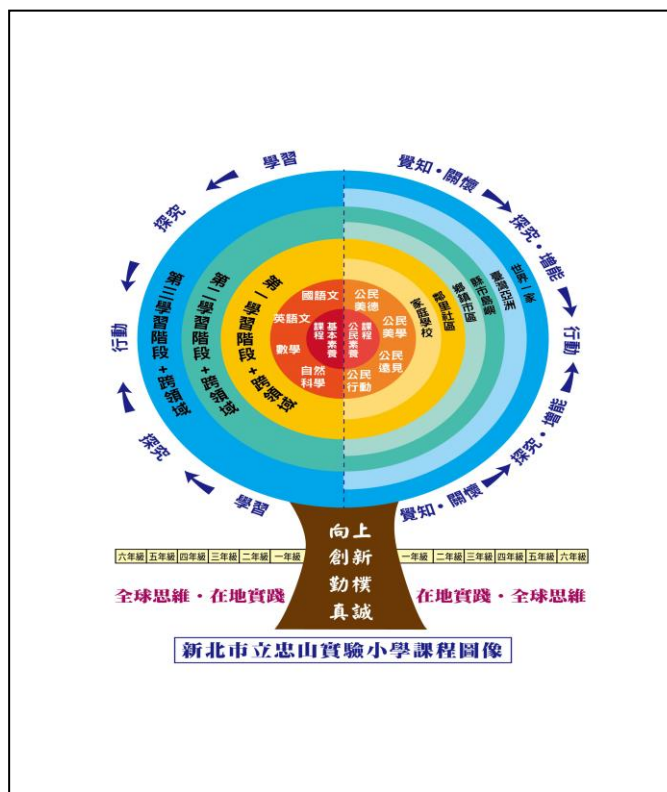 學習
探究
行動
探究
學習
覺知・關懷
探究・增能
行動
探究・增能
覺知・關懷
第三學習階段+跨領域
第二學習階段+跨領域
第一學習階段+跨領域
國語文
英語文
數學
自然
科學
基本素養
課程
課程
公民素養
公民
美德
公民
美學
公民
遠見
公民
行動
家庭學校
鄰里社區
鄉鎮市區
縣市島嶼
臺灣亞洲
世界一家
六年級 五年級 四年級 三年級 二年級 一年級
一年級 二年級 三年級 四年級 五年級 六年級
向上
創新
勤樸
真誠
全球思維・在地實踐
在地實踐・全球思維
新北市立忠山實驗小學課程圖像